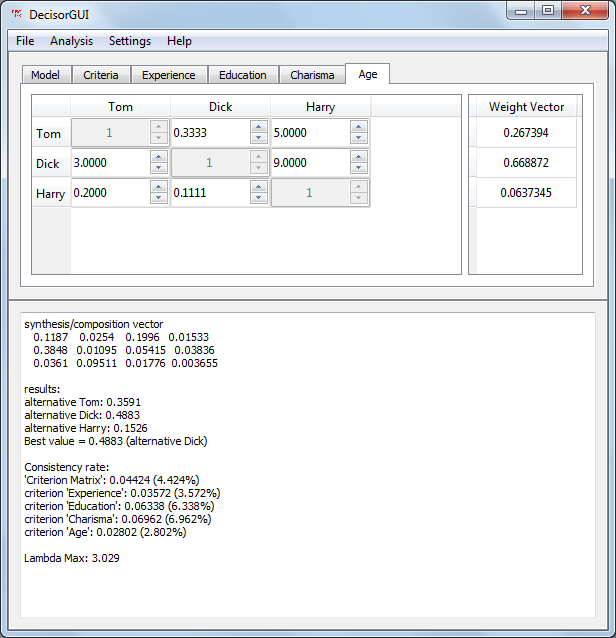 DecisorGUI
File Analysis Settings Help
Model Criteria Experience Education Charisma Age
Tom Dick Harry Weight Vector
Tom 1 0.3333 5.0000 0.267394
Dick 3.0000 1 9.0000 0.668872
Harry 0.2000 0.1111 1 0.0637345
synthesis/composition vector
0.1187 0.0254 0.1996 0.01533
0.3848 0.01095 0.05415 0.03836
0.0361 0.09511 0.01776 0.003655
results:
alternative Tom: 0.3591
alternative Dick: 0.4883
alternative Harry: 0.1526
Best value = 0.4883 (alternative Dick)
Consistency rate:
'Criterion Matrix': 0.04424 (4.424%)
criterion 'Experience': 0.03572 (3.572%)
criterion 'Education': 0.06338 (6.338%)
criterion 'Charisma': 0.06962 (6.962%)
criterion 'Age': 0.02802 (2.802%)
Lambda Max: 3.029